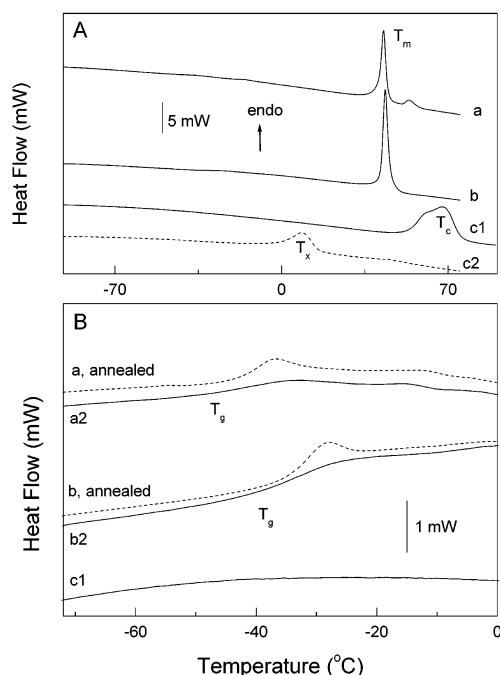 A
T_m
Heat Flow (mW)
5 mW
endo
a
b
T_c
c1
T_x
c2
-70
0
70
B
a, annealed
a2
T_g
Heat Flow (mW)
b, annealed
T_g
b2
1 mW
c1
-60
-40
-20
0
Temperature (°C)